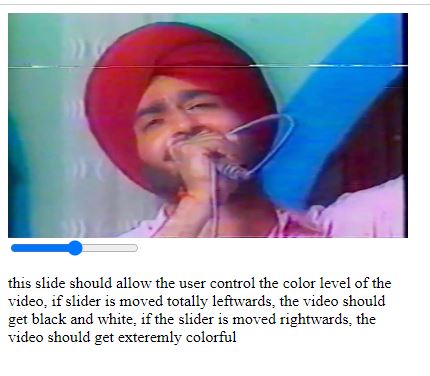 this slide should allow the user control the color level of the
video, if slider is moved totally leftwards, the video should
get black and white, if the slider is moved rightwards, the
video should get exteremly colorful